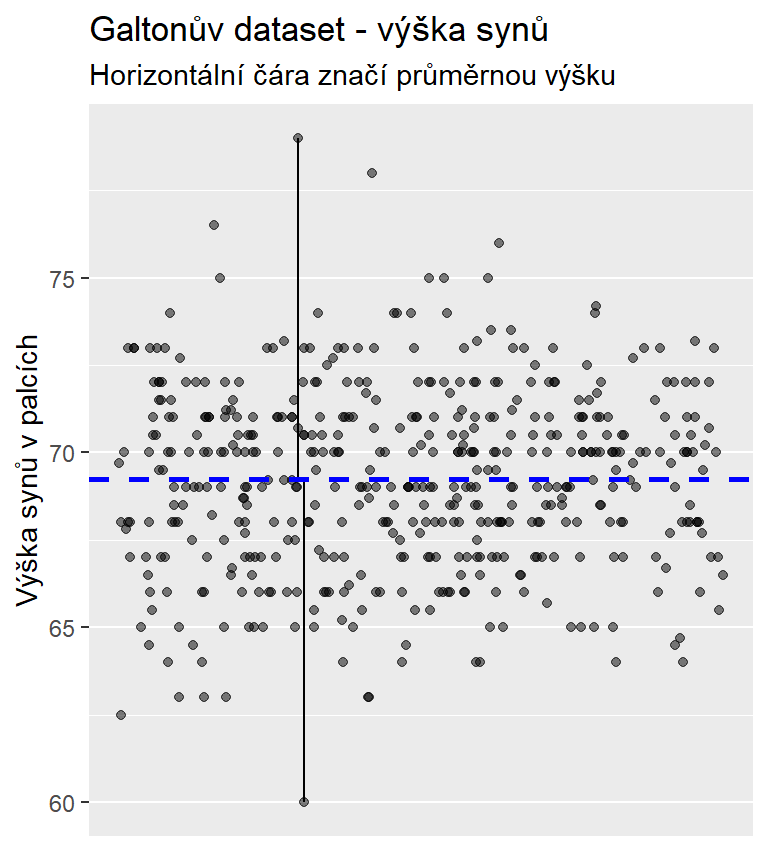 Galtonův dataset - výška synů
Horizontální čára značí průměrnou výšku
Výška synů v palcích
75
70
65
60